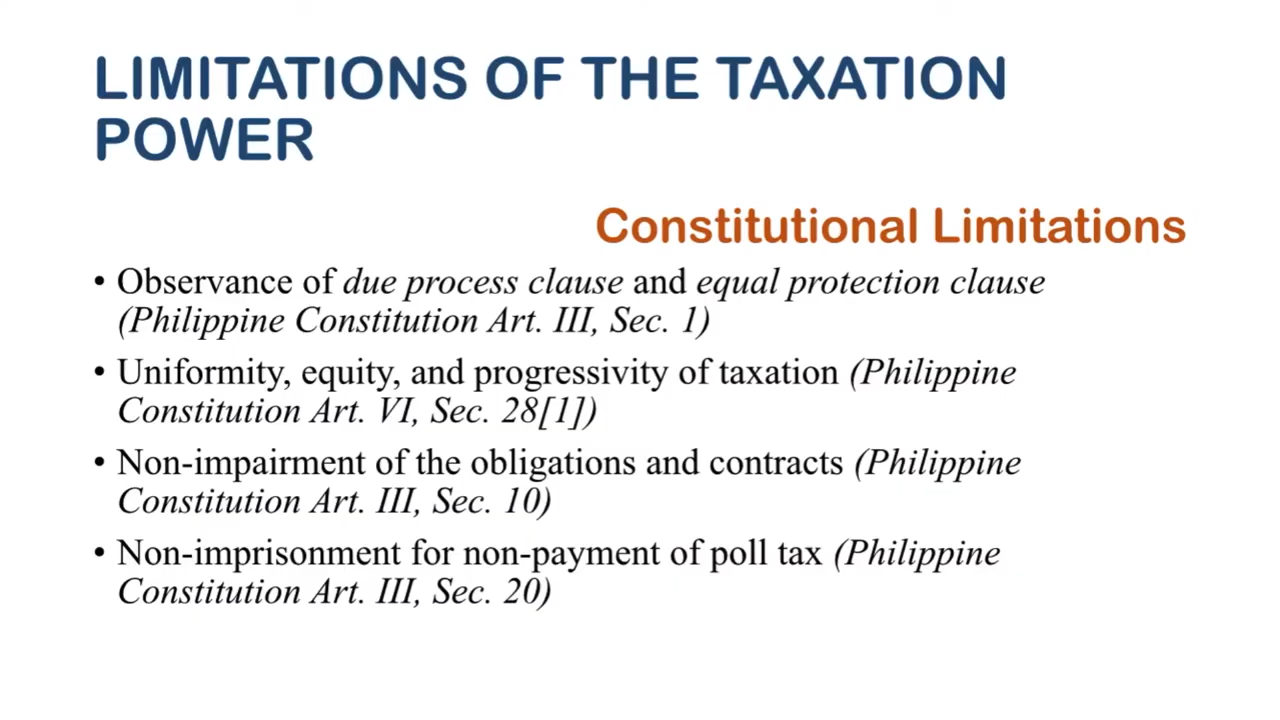 LIMITATIONS OF THE TAXATION
POWER
Constitutional Limitations
• Observance of due process clause and equal protection clause
(Philippine Constitution Art. III, Sec. 1)
• Uniformity, equity, and progressivity of taxation (Philippine
Constitution Art. VI, Sec. 28[1])
• Non-impairment of the obligations and contracts (Philippine
Constitution Art. III, Sec. 10)
• Non-imprisonment for non-payment of poll tax (Philippine
Constitution Art. III, Sec. 20)